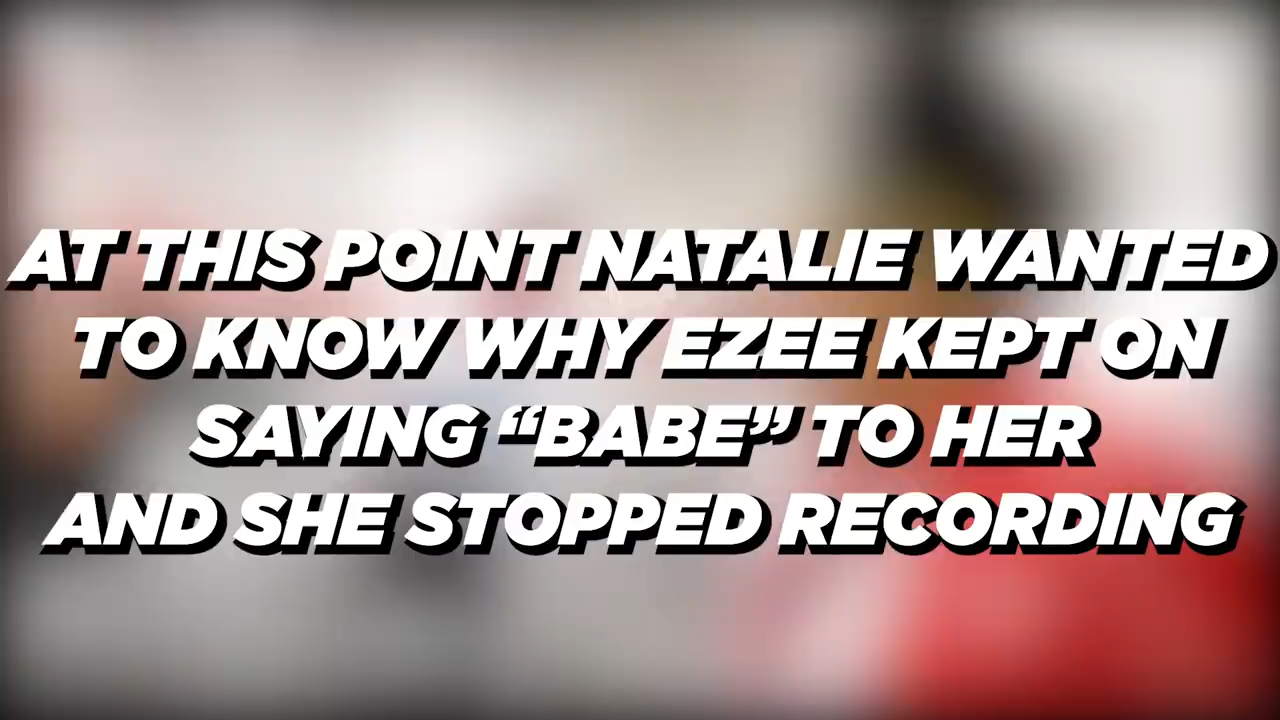 AT THIS POINT NATALIE WANTED
TO KNOW WHY EZEE KEPT ON
SAYING “BABE” TO HER
AND SHE STOPPED RECORDING